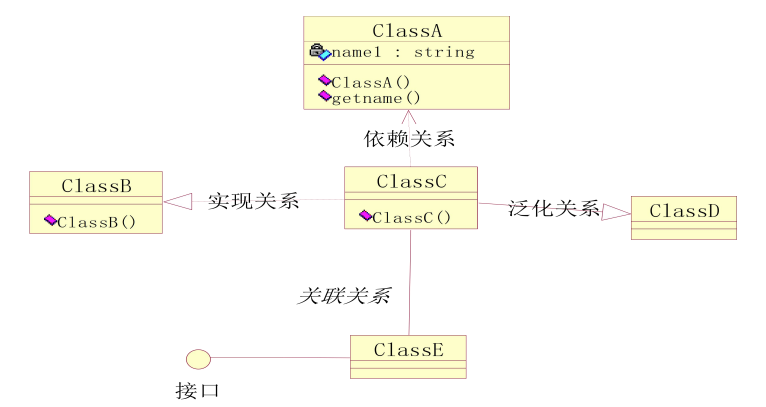 ClassA
name1 : string
ClassA()
getname()
依赖关系
ClassB
ClassB()
实现关系
ClassC
ClassC()
泛化关系
ClassD
关联关系
ClassE
接口